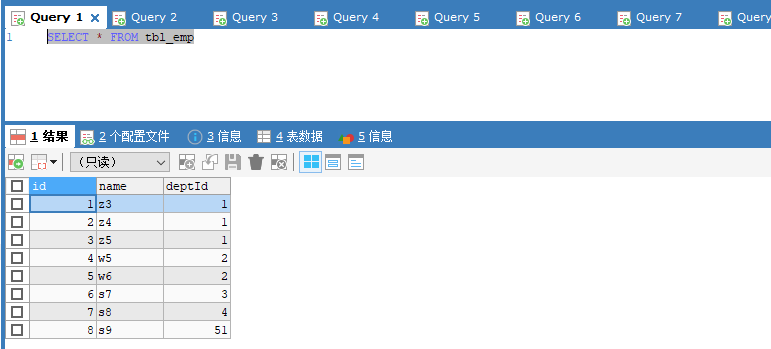 Query 1 Query 2 Query 3 Query 4 Query 5 Query 6 Query 7 Query
1 SELECT * FROM tbl_emp
1 结果 2 个配置文件 3 信息 4 表数据 5 信息
（只读）
id name deptId
1 z3 1
2 z4 1
3 z5 1
4 w5 2
5 w6 2
6 s7 3
7 s8 4
8 s9 51